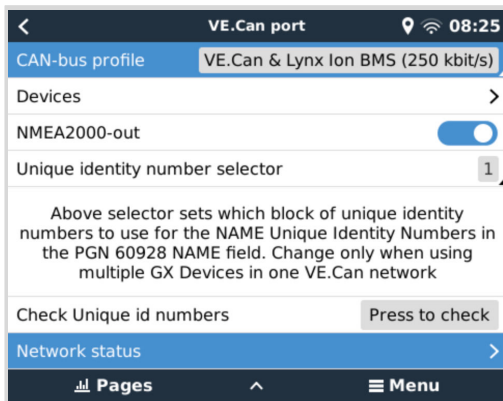 VE.Can port 08:25
CAN-bus profile VE.Can & Lynx Ion BMS (250 kbit/s)
Devices
NMEA2000-out
Unique identity number selector 1
Above selector sets which block of unique identity
numbers to use for the NAME Unique Identity Numbers in
the PGN 60928 NAME field. Change only when using
multiple GX Devices in one VE.Can network
Check Unique id numbers Press to check
Network status
Pages Menu